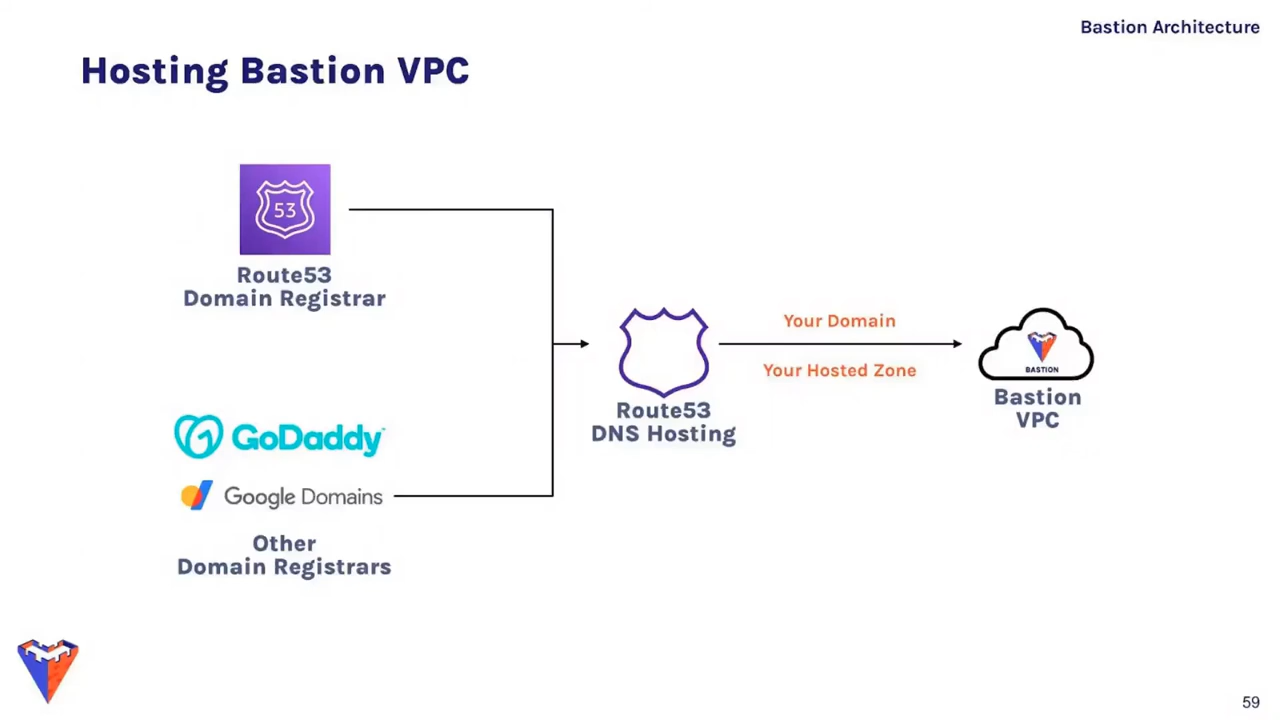 Bastion Architecture
Hosting Bastion VPC
53
Route53
Domain Registrar
GoDaddy
Google Domains
Other
Domain Registrars
Route53
DNS Hosting
Your Domain
Your Hosted Zone
BASTION
Bastion
VPC
59